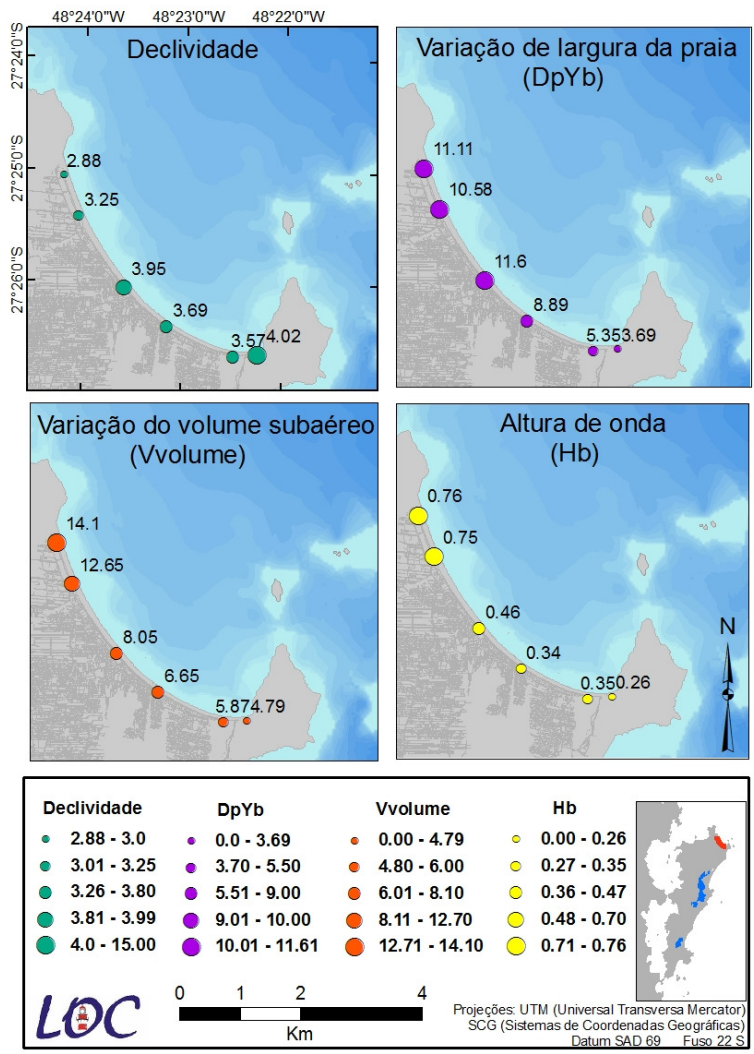 48°24'0"W 48°23'0"W 48°22'0"W
27°24'0"S
27°25'0"S
27°26'0"S
Declividade
2.88
3.25
3.95
3.69
3.57
4.02
Variação de largura da praia
(DpYb)
11.11
10.58
11.6
8.89
5.35
3.69
Variação do volume subaéreo
(Vvolume)
14.1
12.65
8.05
6.65
5.87
4.79
Altura de onda
(Hb)
0.76
0.75
0.46
0.34
0.35
0.26
N
Declividade DpYb Vvolume Hb
2.88 - 3.0 0.0 - 3.69 0.00 - 4.79 0.00 - 0.26
3.01 - 3.25 3.70 - 5.50 4.80 - 6.00 0.27 - 0.35
3.26 - 3.80 5.51 - 9.00 6.01 - 8.10 0.36 - 0.47
3.81 - 3.99 9.01 - 10.00 8.11 - 12.70 0.48 - 0.70
4.0 - 15.00 10.01 - 11.61 12.71 - 14.10 0.71 - 0.76
LOC
0 1 2 4
Km
Projeções: UTM (Universal Transversa Mercator)
SCG (Sistemas de Coordenadas Geográficas)
Datum SAD 69 Fuso 22 S